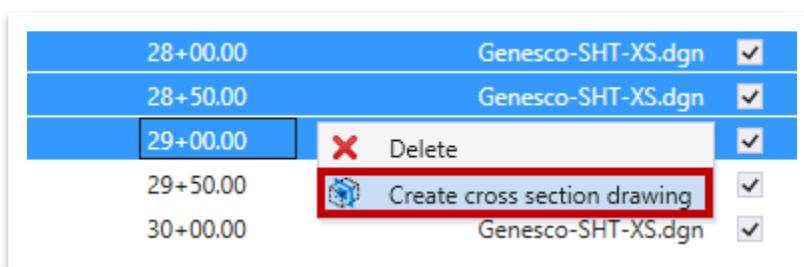 28+00.00 Genesco-SHT-XS.dgn
28+50.00 Genesco-SHT-XS.dgn
29+00.00
Delete
29+50.00
Create cross section drawing
30+00.00 Genesco-SHT-XS.dgn